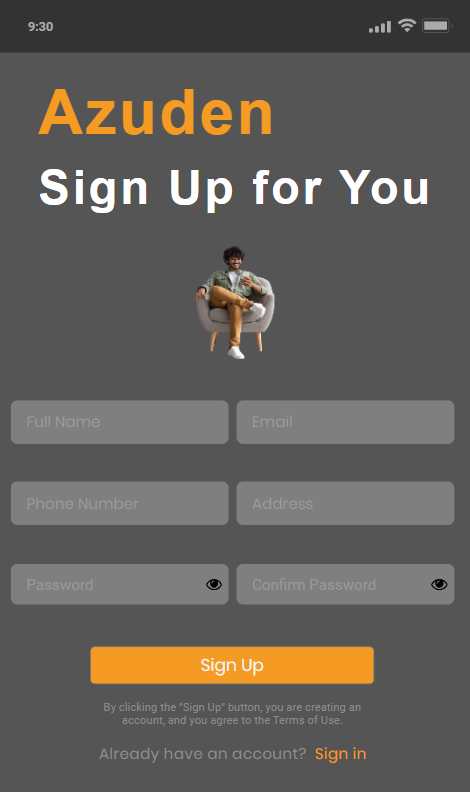 9:30
Azuden
Sign Up for You
Full Name
Email
Phone Number
Address
Password
Confirm Password
Sign Up
By clicking the "Sign Up" button, you are creating an
account, and you agree to the Terms of Use.
Already have an account? Sign in